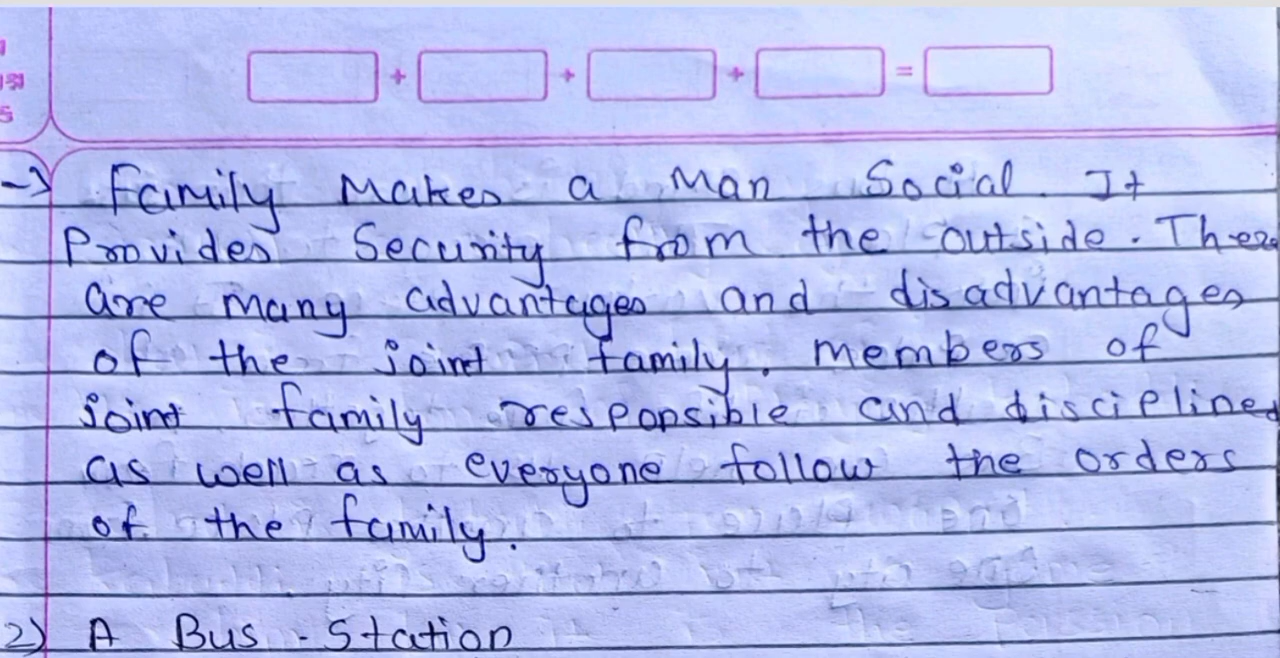 + + + =
→ Family Makes a Man Social. It
Provides Security from the outside. There
are many advantages and disadvantages
of the joint family. Members of
joint family responsible and disciplined
as well as everyone follow the orders
of the family.
2) A Bus - Station